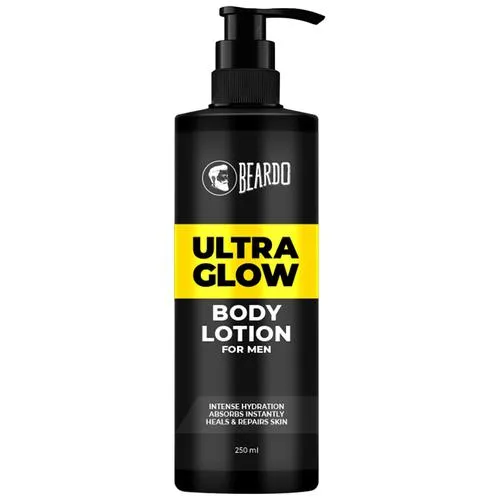 BEARDO
ULTRA
GLOW
BODY
LOTION
FOR MEN
INTENSE HYDRATION
ABSORBS INSTANTLY
HEALS & REPAIRS SKIN
250 ml